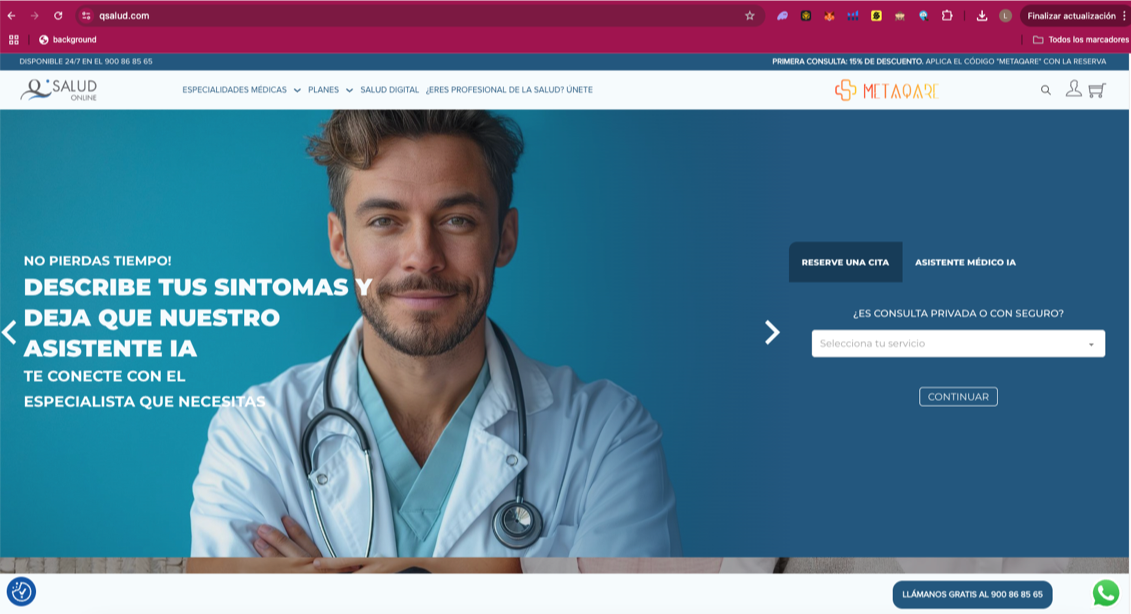 qsalud.com
Finalizar actualización
background
Todos los marcadores
DISPONIBLE 24/7 EN EL 900 86 85 65
PRIMERA CONSULTA: 15% DE DESCUENTO. APLICA EL CÓDIGO "METAQARE" CON LA RESERVA
QSALUD
ONLINE
ESPECIALIDADES MÉDICAS
PLANES
SALUD DIGITAL
¿ERES PROFESIONAL DE LA SALUD? ÚNETE
METAQARE
NO PIERDAS TIEMPO!
DESCRIBE TUS SINTOMAS Y
DEJA QUE NUESTRO
ASISTENTE IA
TE CONECTE CON EL
ESPECIALISTA QUE NECESITAS
RESERVE UNA CITA
ASISTENTE MÉDICO IA
¿ES CONSULTA PRIVADA O CON SEGURO?
Selecciona tu servicio
CONTINUAR
LLÁMANOS GRATIS AL 900 86 85 65